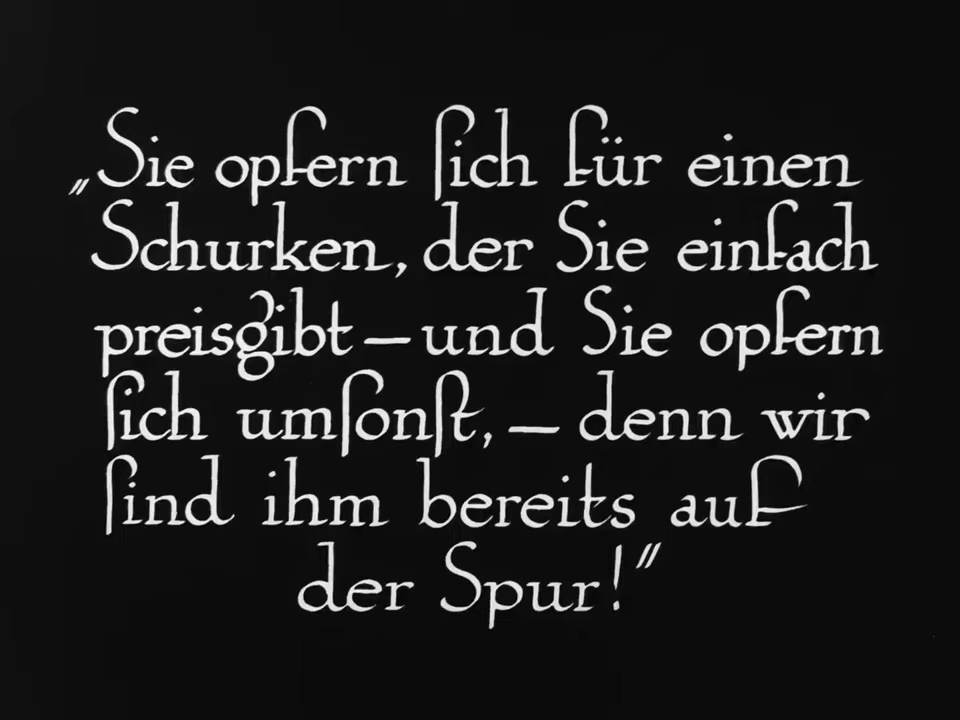 „Sie opfern ſich für einen
Schurken, der Sie einfach
preisgibt — und Sie opfern
ſich umſonſt, — denn wir
ſind ihm bereits auf
der Spur!"